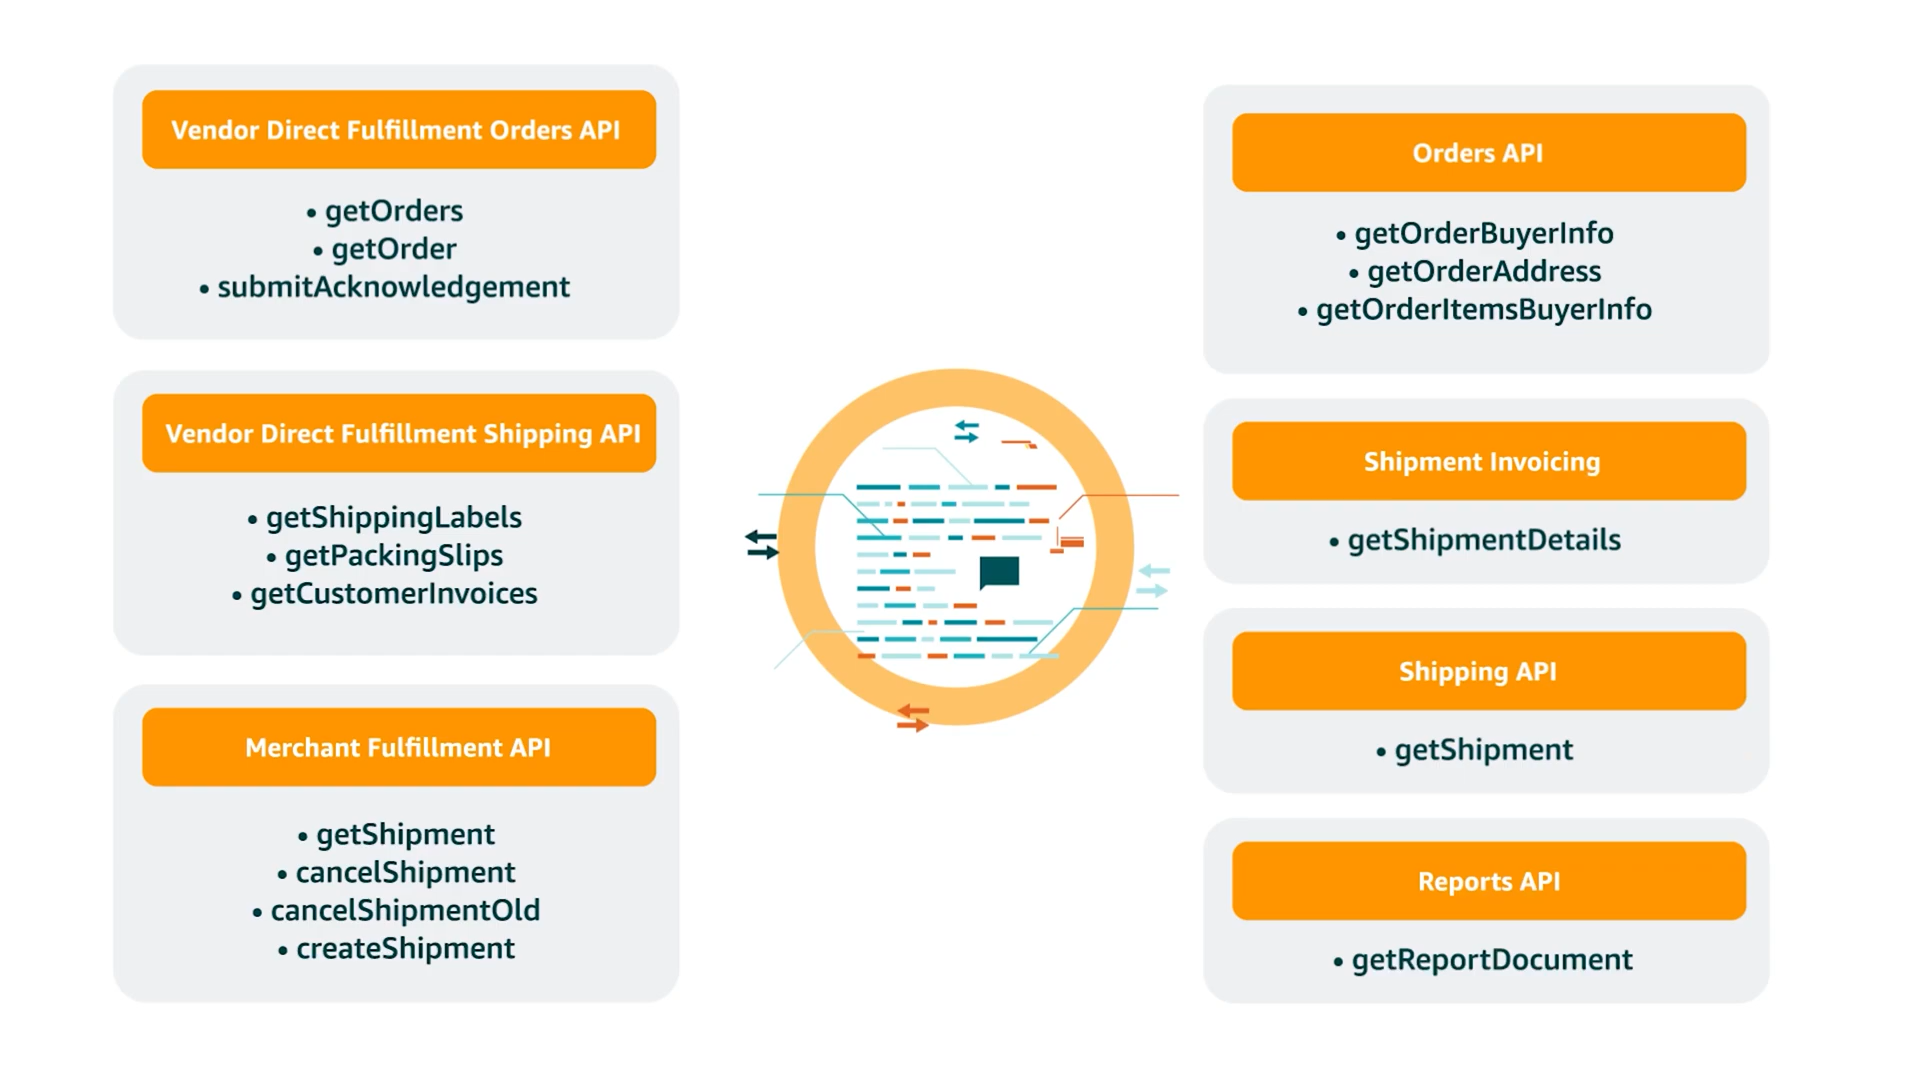 Vendor Direct Fulfillment Orders API
• getOrders
• getOrder
• submitAcknowledgement
Vendor Direct Fulfillment Shipping API
• getShippingLabels
• getPackingSlips
• getCustomerInvoices
Merchant Fulfillment API
• getShipment
• cancelShipment
• cancelShipmentOld
• createShipment
Orders API
• getOrderBuyerInfo
• getOrderAddress
• getOrderItemsBuyerInfo
Shipment Invoicing
• getShipmentDetails
Shipping API
• getShipment
Reports API
• getReportDocument